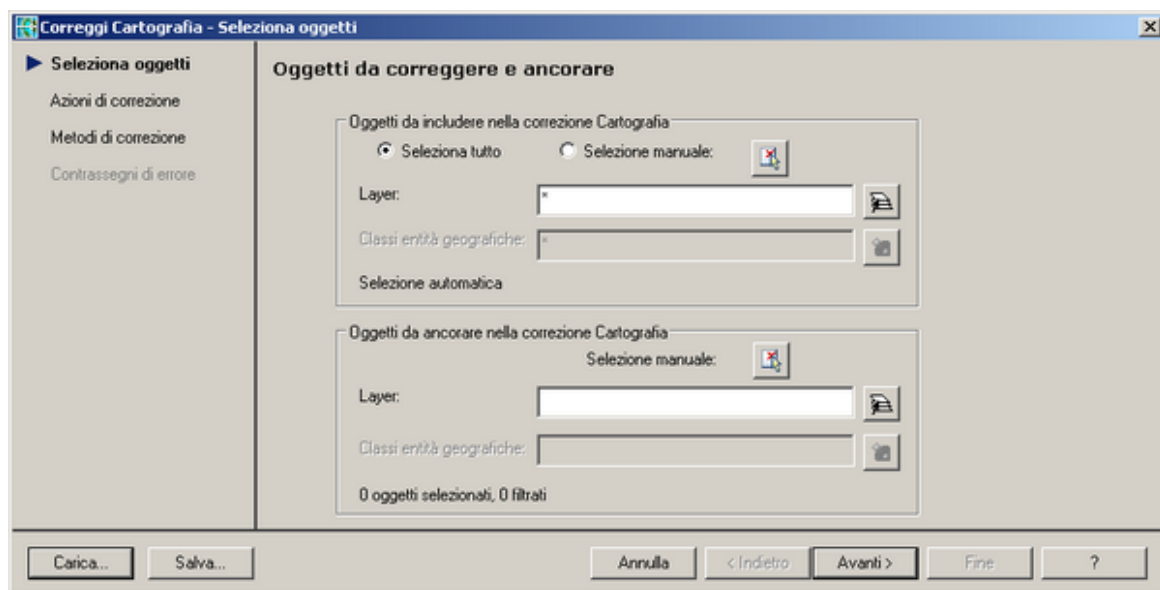 Correggi Cartografia - Seleziona oggetti
Seleziona oggetti
Azioni di correzione
Metodi di correzione
Contrassegni di errore
Oggetti da correggere e ancorare
Oggetti da includere nella correzione Cartografia
Seleziona tutto
Selezione manuale:
Layer:
*
Classi entità geografiche:
*
Selezione automatica
Oggetti da ancorare nella correzione Cartografia
Selezione manuale:
Layer:
Classi entità geografiche:
0 oggetti selezionati, 0 filtrati
Carica...
Salva...
Annulla
< Indietro
Avanti >
Fine
?